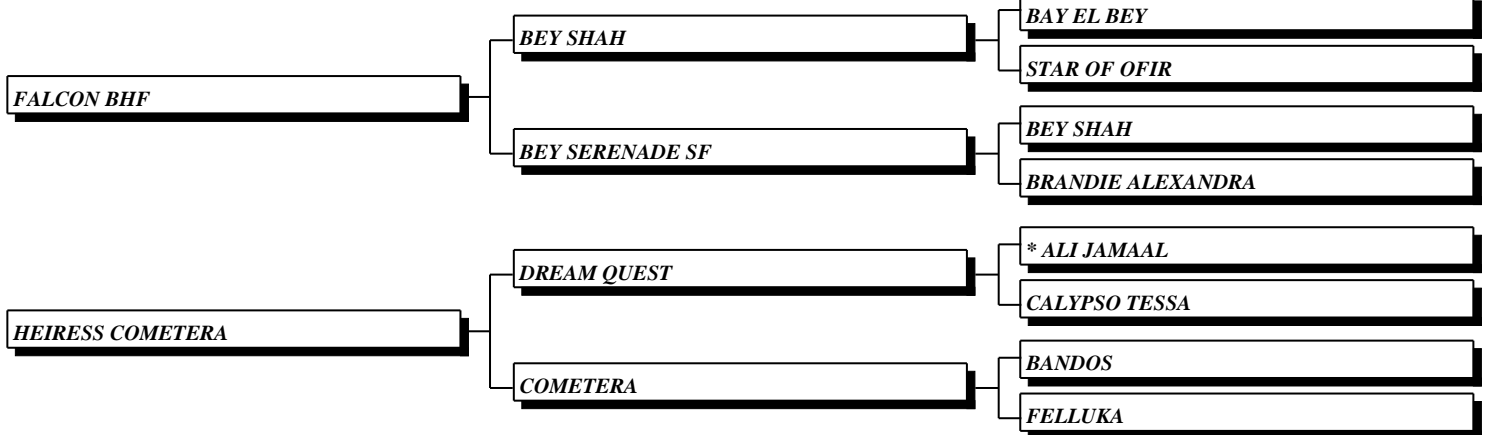 BAY EL BEY
BEY SHAH
STAR OF OFIR
FALCON BHF
BEY SHAH
BEY SERENADE SF
BRANDIE ALEXANDRA
* ALI JAMAAL
DREAM QUEST
CALYPSO TESSA
HEIRESS COMETERA
BANDOS
COMETERA
FELLUKA